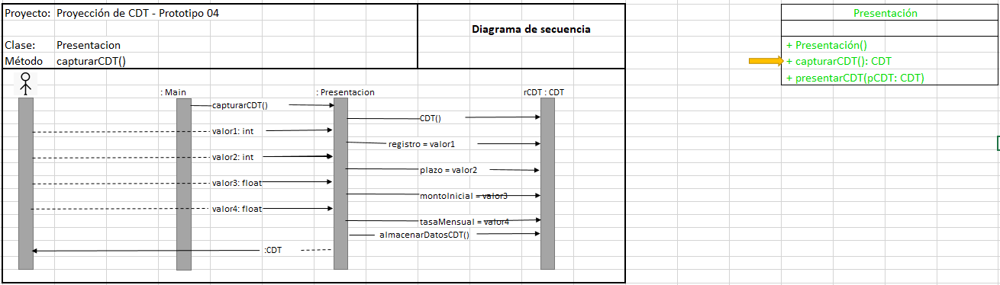 Proyecto: Proyección de CDT - Prototipo 04
Diagrama de secuencia
Clase: Presentacion
Método capturarCDT()
: Main
: Presentacion
rCDT : CDT
capturarCDT()
CDT()
valor1: int
registro = valor1
valor2: int
plazo = valor2
valor3: float
montoInicial = valor3
valor4: float
tasaMensual = valor4
almacenarDatosCDT()
:CDT
Presentación
+ Presentación()
+ capturarCDT(): CDT
+ presentarCDT(pCDT: CDT)